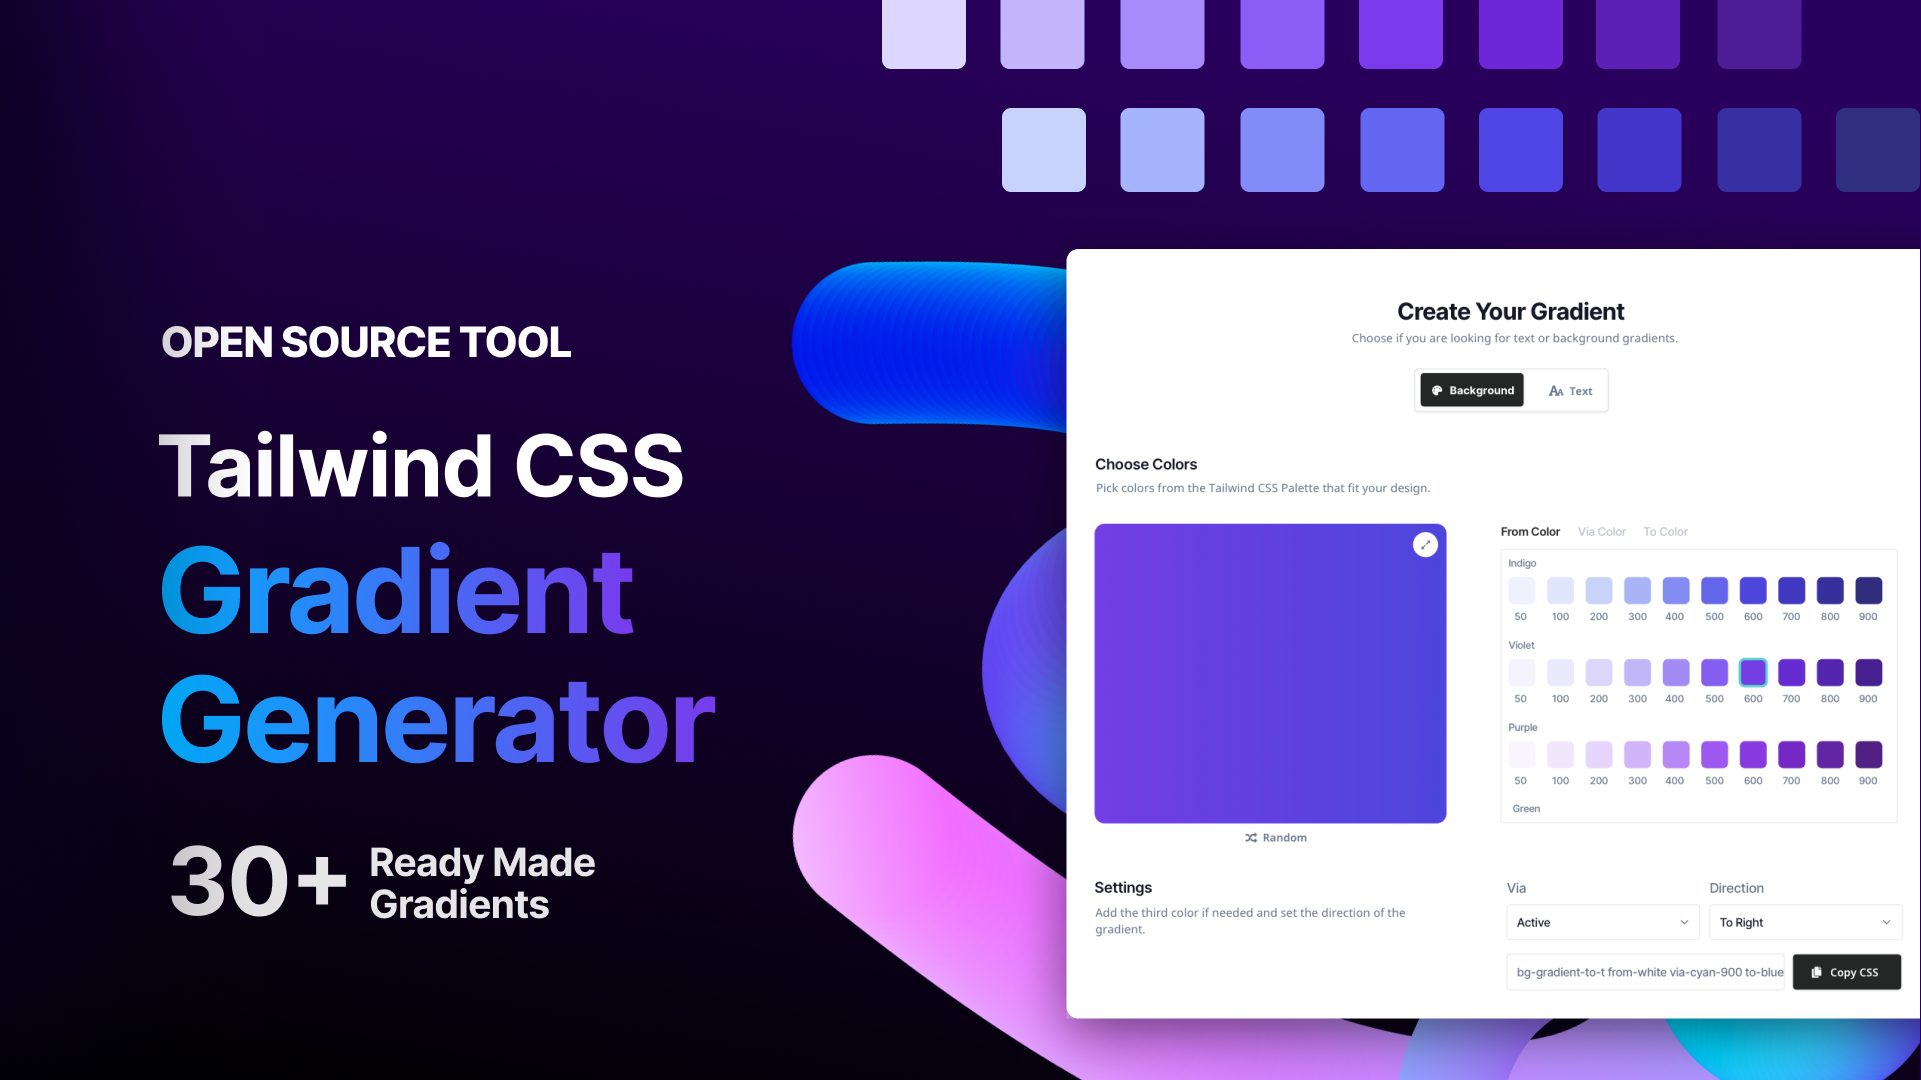 OPEN SOURCE TOOL
Tailwind CSS
Gradient
Generator
30+ Ready Made
Gradients
Create Your Gradient
Choose if you are looking for text or background gradients.
Background
Text
Choose Colors
Pick colors from the Tailwind CSS Palette that fit your design.
From Color Via Color To Color
Indigo
50 100 200 300 400 500 600 700 800 900
Violet
50 100 200 300 400 500 600 700 800 900
Purple
50 100 200 300 400 500 600 700 800 900
Green
Random
Settings
Add the third color if needed and set the direction of the
gradient.
Via
Active
Direction
To Right
bg-gradient-to-t from-white via-cyan-900 to-blue
Copy CSS